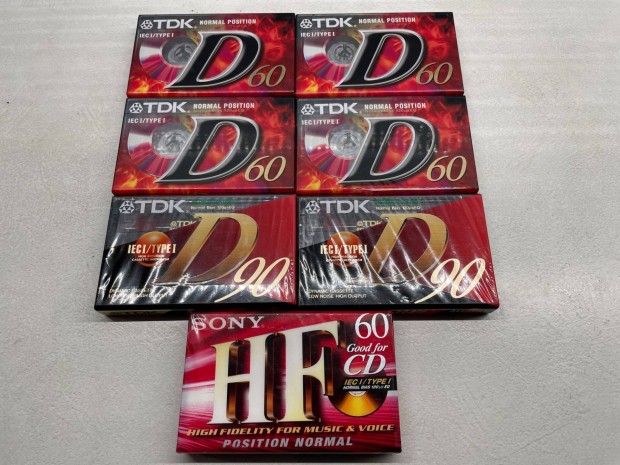 TDK. NORMAL POSITION
IEC I/TYPE I
D 60
TDK. NORMAL POSITION
IEC I/TYPE I
D 60
TDK NORMAL POSITION
IEC I/TYPE I
D 60
TDK. NORMAL POSITION
IEC I/TYPE I
D 60
TDK
TDK
IEC I/TYPE I
D 90
TDK
TDK
IEC I/TYPE I
D 90
DYNAMIC CASSETTE
LOW NOISE HIGH OUTPUT
SONY
HF 60
Good for
CD
IEC I/TYPE I
HIGH FIDELITY FOR MUSIC & VOICE
POSITION NORMAL